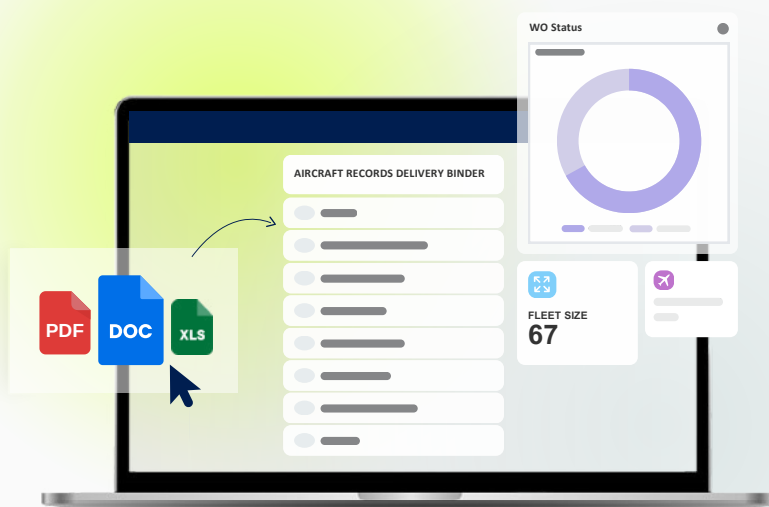 WO Status
AIRCRAFT RECORDS DELIVERY BINDER
PDF
DOC
XLS
FLEET SIZE
67